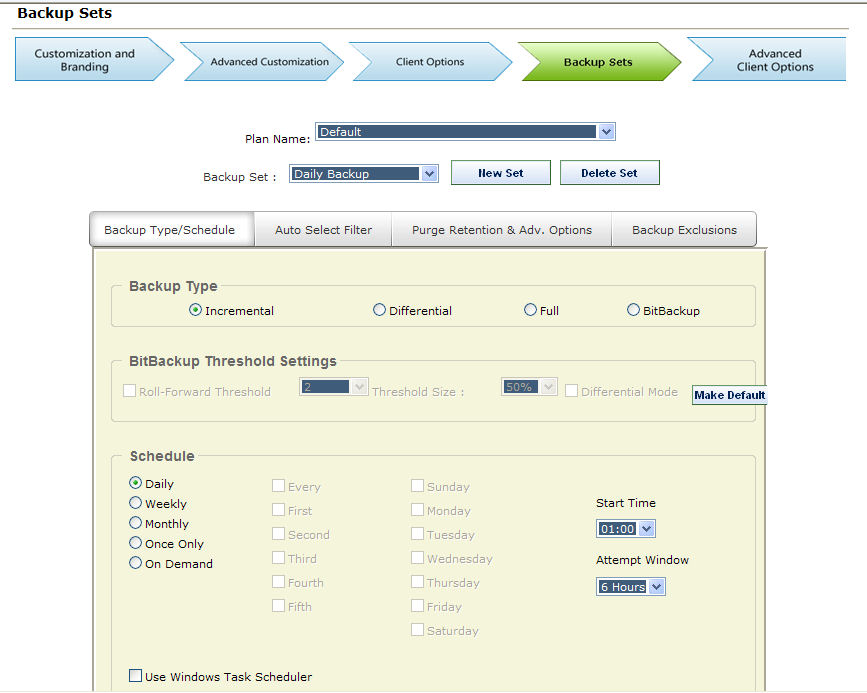 Backup Sets
Customization and
Branding
Advanced Customization
Client Options
Backup Sets
Advanced
Client Options
Plan Name: Default
Backup Set : Daily Backup New Set Delete Set
Backup Type/Schedule Auto Select Filter Purge Retention & Adv. Options Backup Exclusions
Backup Type
Incremental Differential Full BitBackup
BitBackup Threshold Settings
Roll-Forward Threshold 2 Threshold Size : 50% Differential Mode Make Default
Schedule
Daily
Weekly
Monthly
Once Only
On Demand
Every
First
Second
Third
Fourth
Fifth
Sunday
Monday
Tuesday
Wednesday
Thursday
Friday
Saturday
Start Time
01:00
Attempt Window
6 Hours
Use Windows Task Scheduler